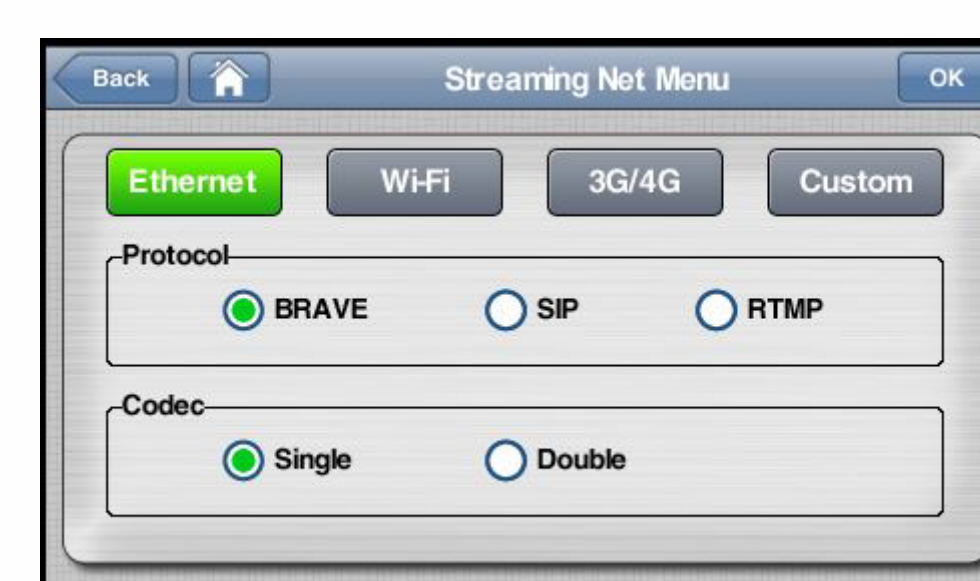 Back Streaming Net Menu OK
Ethernet Wi-Fi 3G/4G Custom
Protocol
BRAVE SIP RTMP
Codec
Single Double